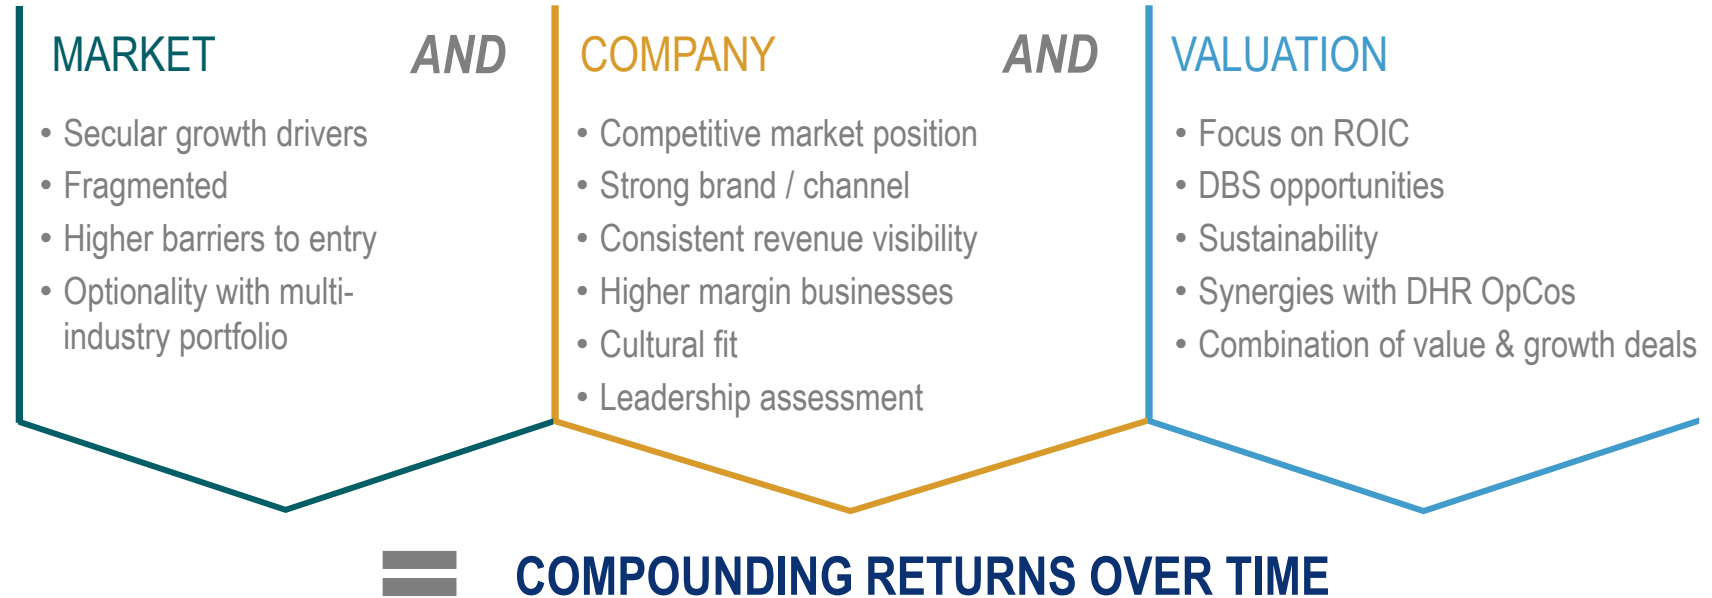 MARKET
AND
COMPANY
AND
VALUATION
• Secular growth drivers
• Fragmented
• Higher barriers to entry
• Optionality with multi-
industry portfolio
• Competitive market position
• Strong brand / channel
• Consistent revenue visibility
• Higher margin businesses
• Cultural fit
• Leadership assessment
• Focus on ROIC
• DBS opportunities
• Sustainability
• Synergies with DHR OpCos
• Combination of value & growth deals
= COMPOUNDING RETURNS OVER TIME